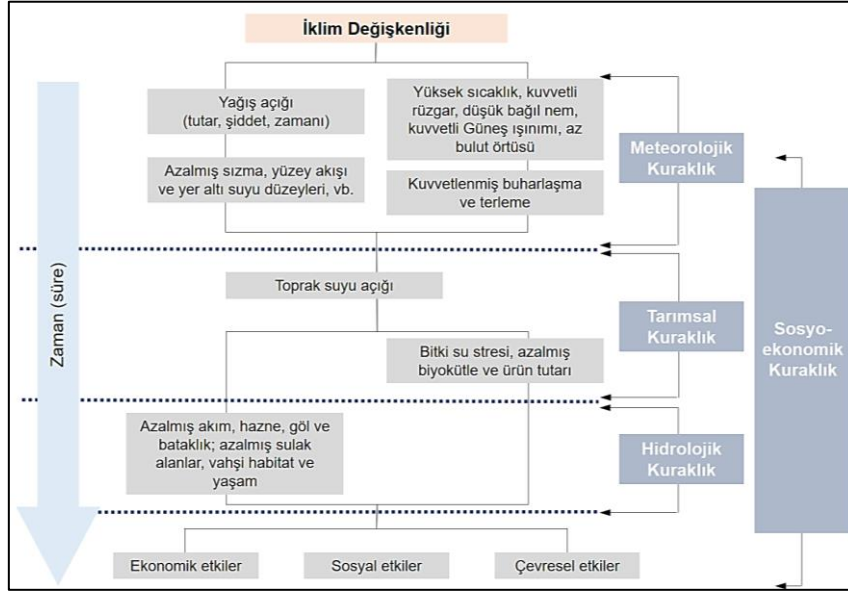 İklim Değişkenliği
Yağış açığı
(tutar, şiddet, zamanı)
Yüksek sıcaklık, kuvvetli
rüzgar, düşük bağıl nem,
kuvvetli Güneş ışınımı, az
bulut örtüsü
Meteorolojik
Kuraklık
Azalmış sızma, yüzey akışı
ve yer altı suyu düzeyleri, vb.
Kuvvetlenmiş buharlaşma
ve terleme
Zaman (süre)
Toprak suyu açığı
Tarımsal
Kuraklık
Sosyo-
ekonomik
Kuraklık
Bitki su stresi, azalmış
biyokütle ve ürün tutarı
Azalmış akım, hazne, göl ve
bataklık; azalmış sulak
alanlar, vahşi habitat ve
yaşam
Hidrolojik
Kuraklık
Ekonomik etkiler
Sosyal etkiler
Çevresel etkiler